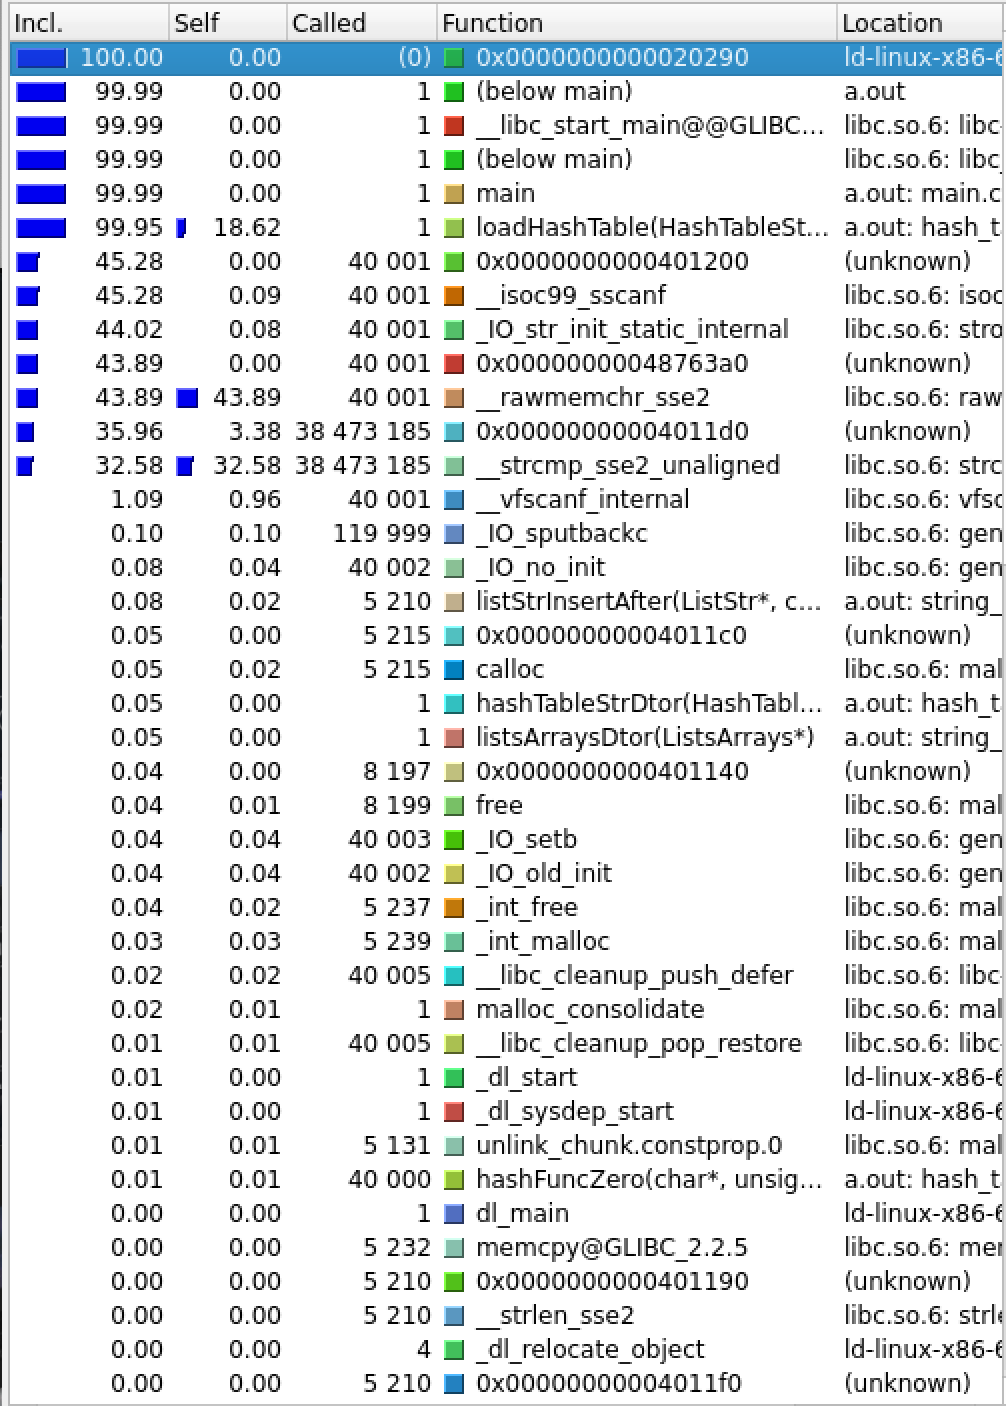 Incl. Self Called Function Location
100.00 0.00 (0) 0x0000000000020290 ld-linux-x86-6
99.99 0.00 1 (below main) a.out
99.99 0.00 1 __libc_start_main@@GLIBC... libc.so.6: libc-
99.99 0.00 1 (below main) libc.so.6: libc_
99.99 0.00 1 main a.out: main.c
99.95 18.62 1 loadHashTable(HashTableSt... a.out: hash_t
45.28 0.00 40 001 0x0000000000401200 (unknown)
45.28 0.09 40 001 __isoc99_sscanf libc.so.6: isoc
44.02 0.08 40 001 _IO_str_init_static_internal libc.so.6: stro
43.89 0.00 40 001 0x00000000048763a0 (unknown)
43.89 43.89 40 001 __rawmemchr_sse2 libc.so.6: raw
35.96 3.38 38 473 185 0x00000000004011d0 (unknown)
32.58 32.58 38 473 185 __strcmp_sse2_unaligned libc.so.6: strc
1.09 0.96 40 001 __vfscanf_internal libc.so.6: vfsc
0.10 0.10 119 999 _IO_sputbackc libc.so.6: gen
0.08 0.04 40 002 _IO_no_init libc.so.6: gen
0.08 0.02 5 210 listStrInsertAfter(ListStr*, c... a.out: string_
0.05 0.00 5 215 0x00000000004011c0 (unknown)
0.05 0.02 5 215 calloc libc.so.6: mal
0.05 0.00 1 hashTableStrDtor(HashTabl... a.out: hash_t
0.05 0.00 1 listsArraysDtor(ListsArrays*) a.out: string_
0.04 0.00 8 197 0x0000000000401140 (unknown)
0.04 0.01 8 199 free libc.so.6: mal
0.04 0.04 40 003 _IO_setb libc.so.6: gen
0.04 0.04 40 002 _IO_old_init libc.so.6: gen
0.04 0.02 5 237 _int_free libc.so.6: mal
0.03 0.03 5 239 _int_malloc libc.so.6: mal
0.02 0.02 40 005 __libc_cleanup_push_defer libc.so.6: libc-
0.02 0.01 1 malloc_consolidate libc.so.6: mal
0.01 0.01 40 005 __libc_cleanup_pop_restore libc.so.6: libc-
0.01 0.00 1 _dl_start ld-linux-x86-6
0.01 0.00 1 _dl_sysdep_start ld-linux-x86-6
0.01 0.01 5 131 unlink_chunk.constprop.0 libc.so.6: mal
0.01 0.01 40 000 hashFuncZero(char*, unsig... a.out: hash_t
0.00 0.00 1 dl_main ld-linux-x86-6
0.00 0.00 5 232 memcpy@GLIBC_2.2.5 libc.so.6: mer
0.00 0.00 5 210 0x0000000000401190 (unknown)
0.00 0.00 5 210 __strlen_sse2 libc.so.6: strle
0.00 0.00 4 _dl_relocate_object ld-linux-x86-6
0.00 0.00 5 210 0x00000000004011f0 (unknown)